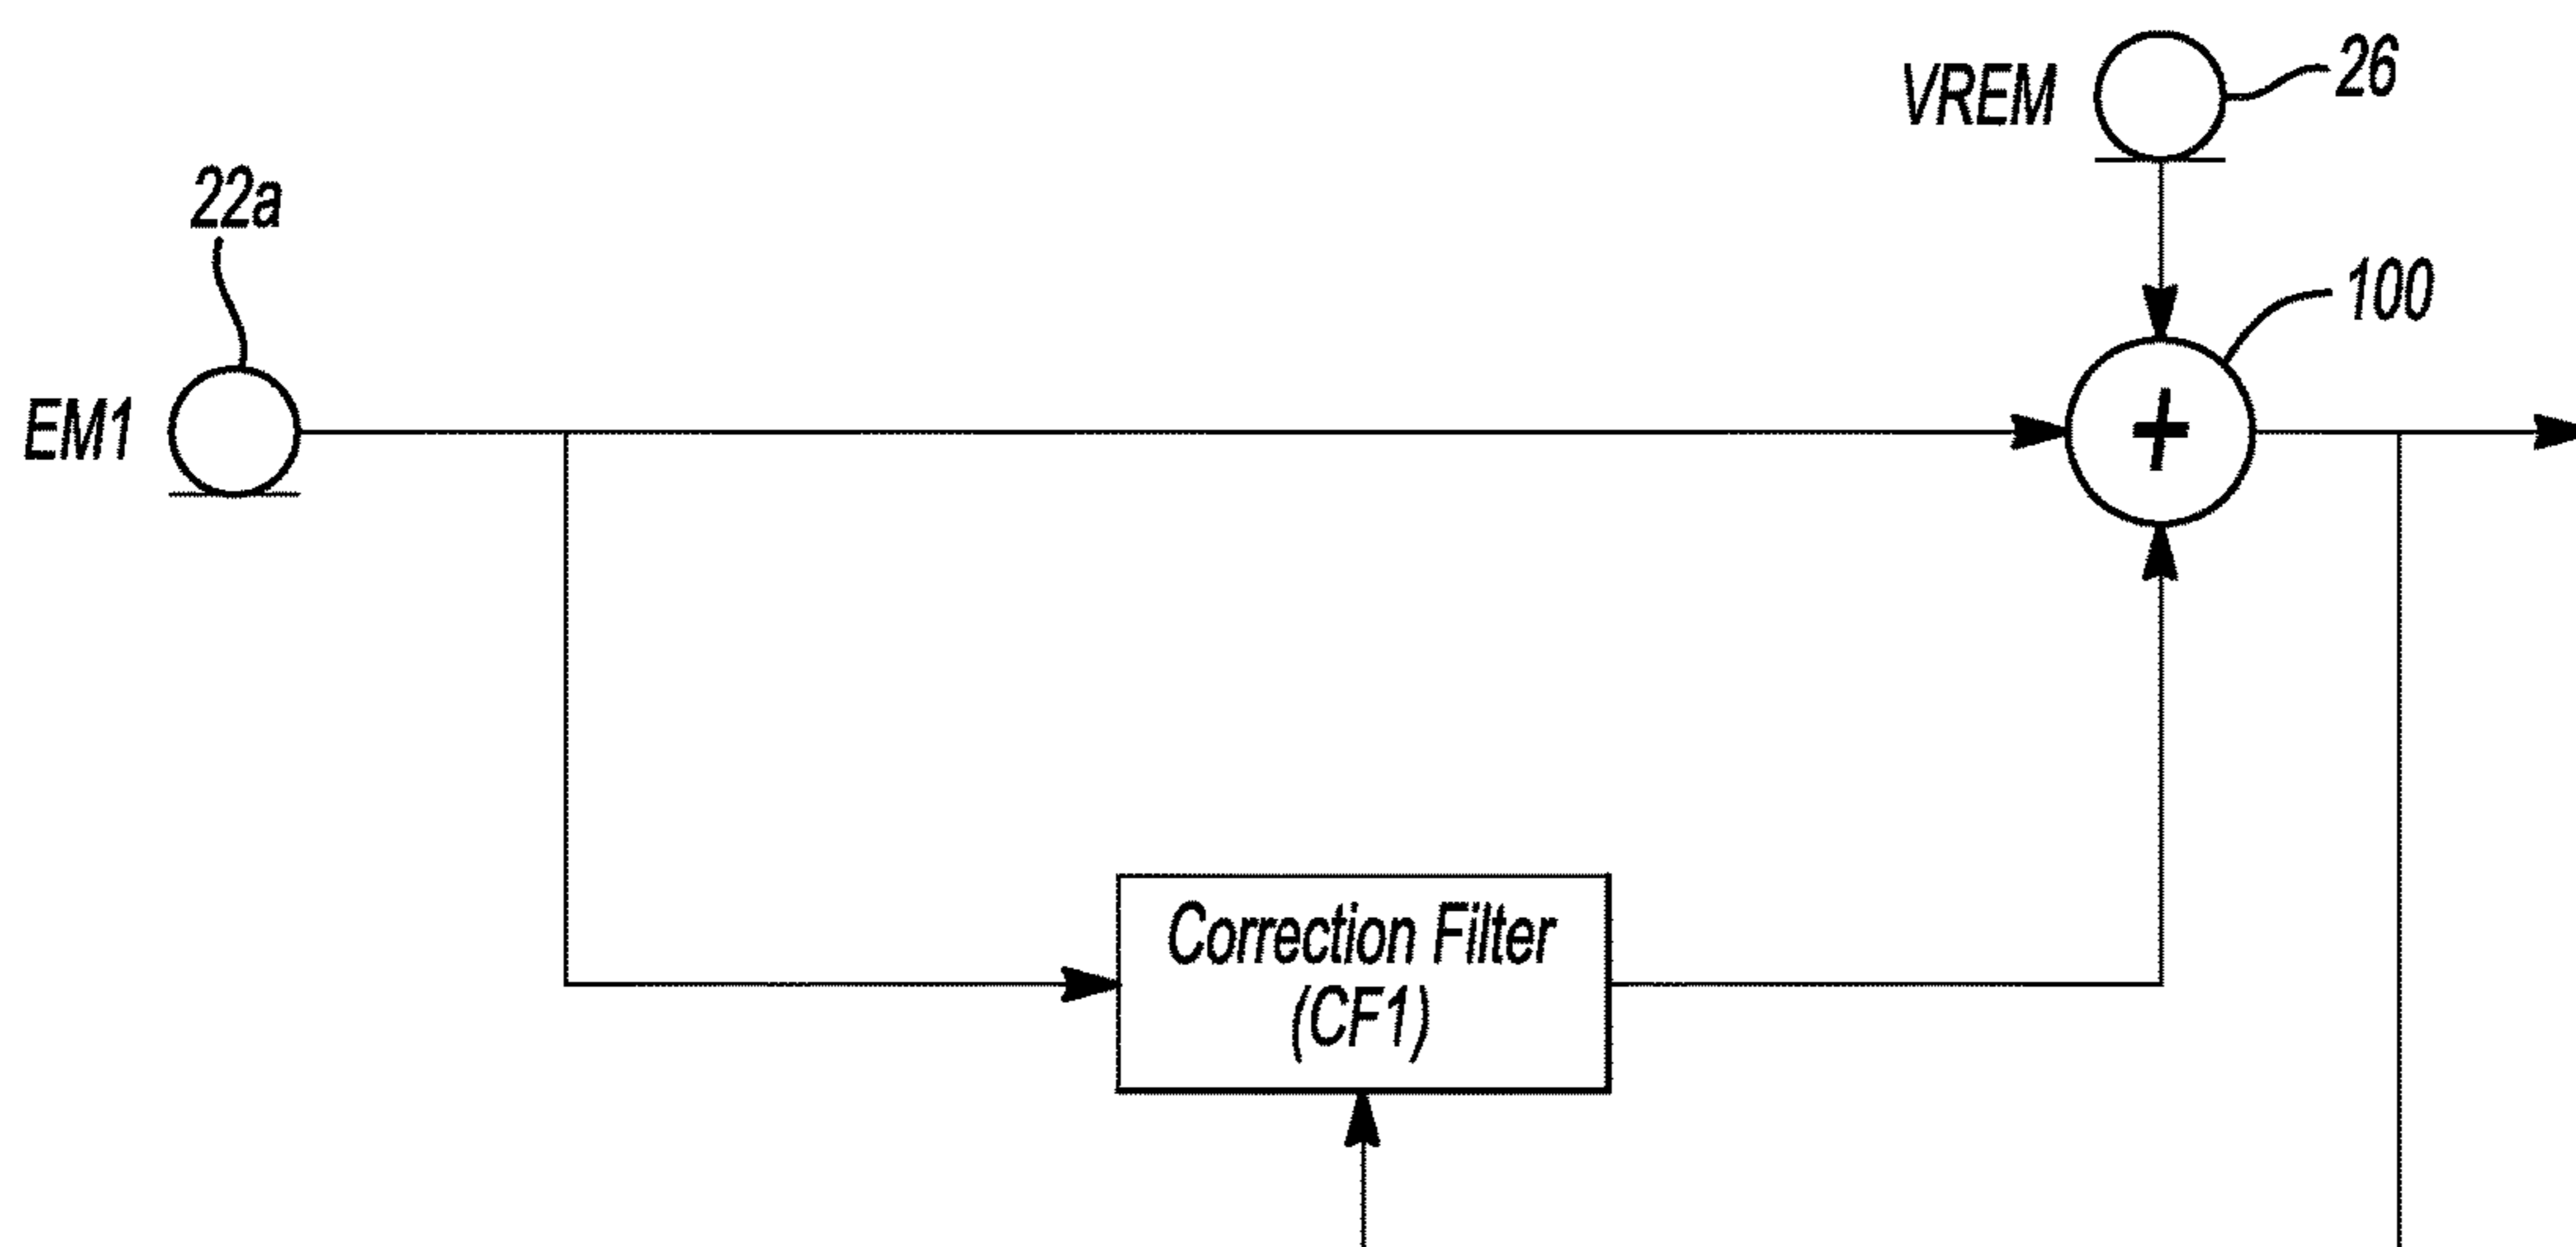 VREM
26
22a
100
EM1
+
Correction Filter
(CF1)